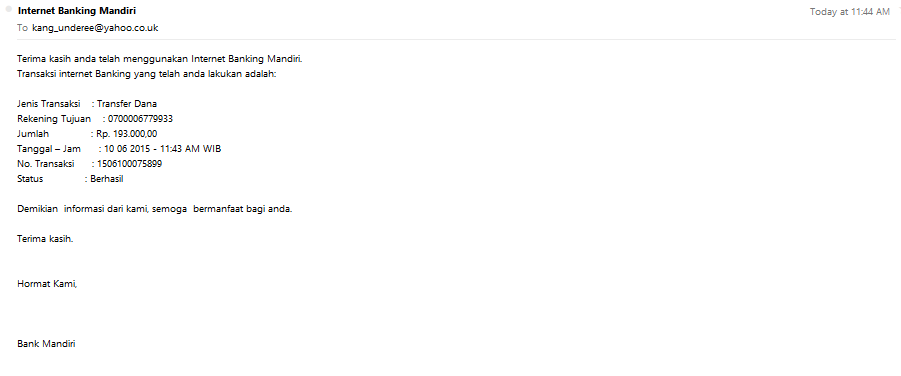 Internet Banking Mandiri
Today at 11:44 AM
To kang_underee@yahoo.co.uk
Terima kasih anda telah menggunakan Internet Banking Mandiri.
Transaksi internet Banking yang telah anda lakukan adalah:
Jenis Transaksi : Transfer Dana
Rekening Tujuan : 0700006779933
Jumlah : Rp. 193.000,00
Tanggal – Jam : 10 06 2015 - 11:43 AM WIB
No. Transaksi : 1506100075899
Status : Berhasil
Demikian informasi dari kami, semoga bermanfaat bagi anda.
Terima kasih.
Hormat Kami,
Bank Mandiri